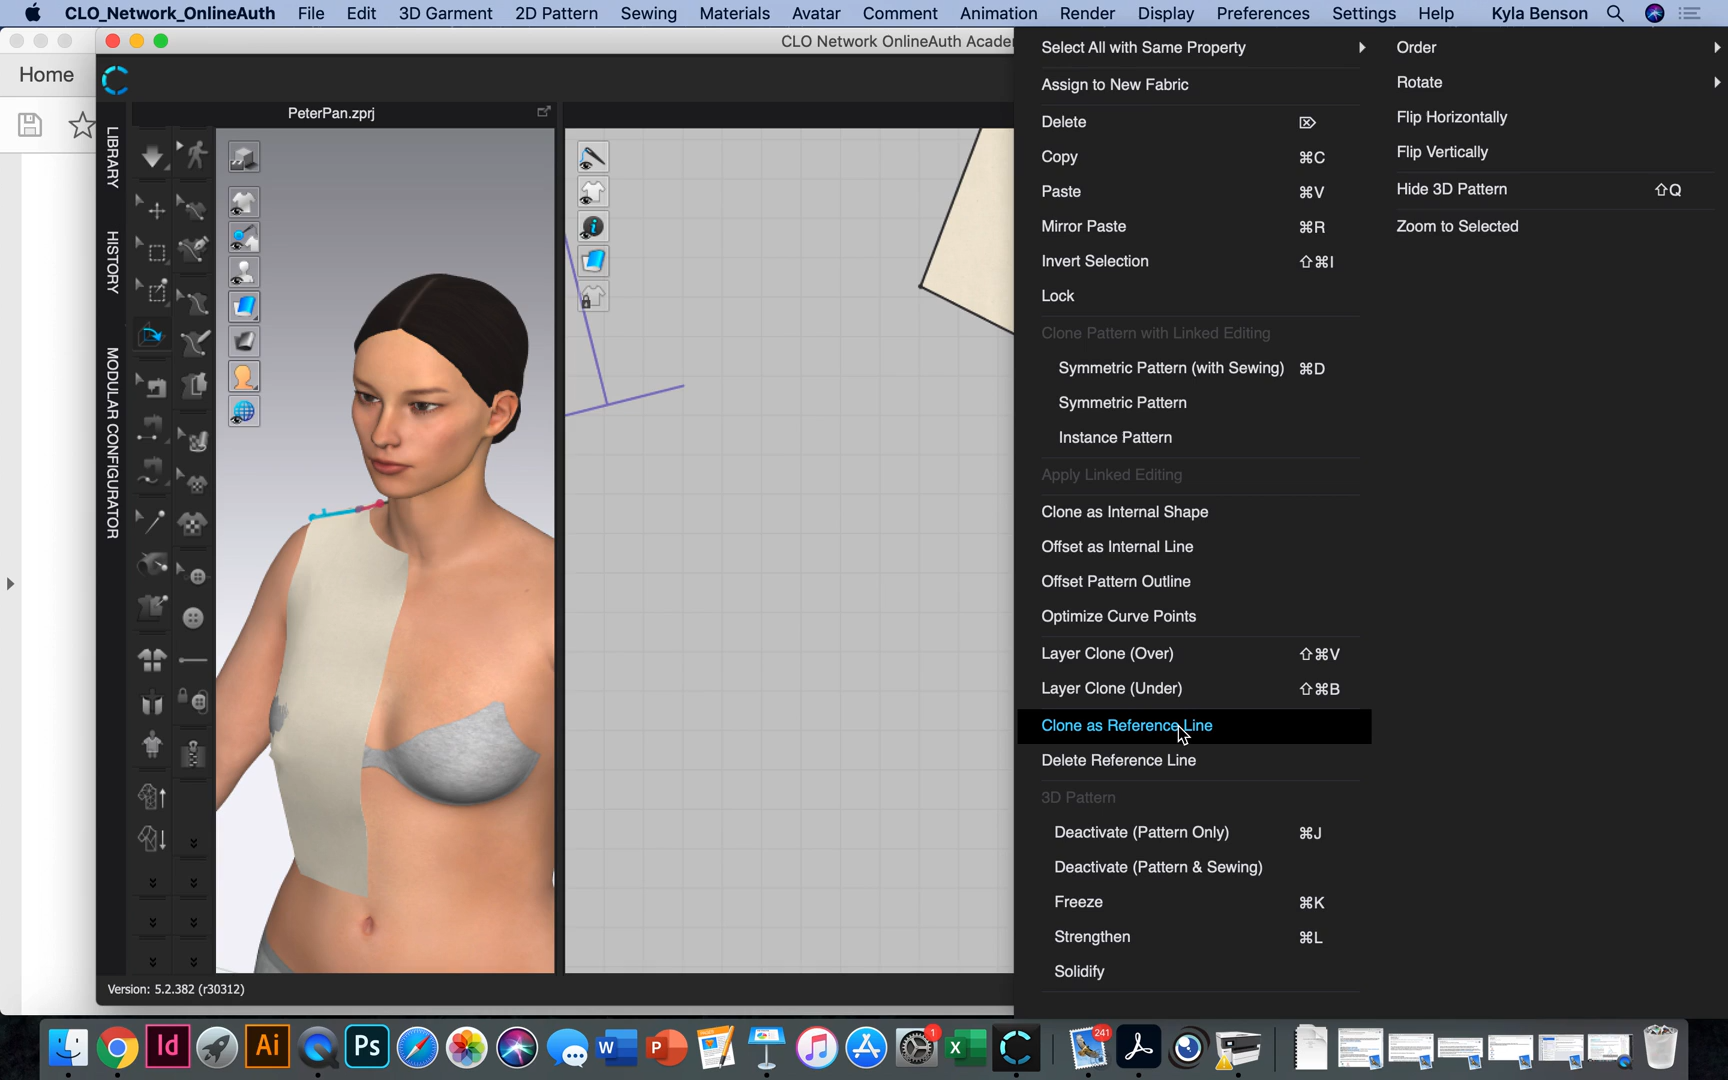 CLO_Network_OnlineAuth File Edit 3D Garment 2D Pattern Sewing Materials Avatar Comment Animation Render Display Preferences Settings Help Kyla Benson
CLO Network OnlineAuth Acade
Home
PeterPan.zprj
LIBRARY
HISTORY
MODULAR CONFIGURATOR
Version: 5.2.382 (r30312)
Select All with Same Property
Assign to New Fabric
Delete ⌦
Copy ⌘C
Paste ⌘V
Mirror Paste ⌘R
Invert Selection ⇧⌘I
Lock
Clone Pattern with Linked Editing
Symmetric Pattern (with Sewing) ⌘D
Symmetric Pattern
Instance Pattern
Apply Linked Editing
Clone as Internal Shape
Offset as Internal Line
Offset Pattern Outline
Optimize Curve Points
Layer Clone (Over) ⇧⌘V
Layer Clone (Under) ⇧⌘B
Clone as Reference Line
Delete Reference Line
3D Pattern
Deactivate (Pattern Only) ⌘J
Deactivate (Pattern & Sewing)
Freeze ⌘K
Strengthen ⌘L
Solidify
Order
Rotate
Flip Horizontally
Flip Vertically
Hide 3D Pattern ⇧Q
Zoom to Selected
Id
Ai
Ps
W
P
1
X
241